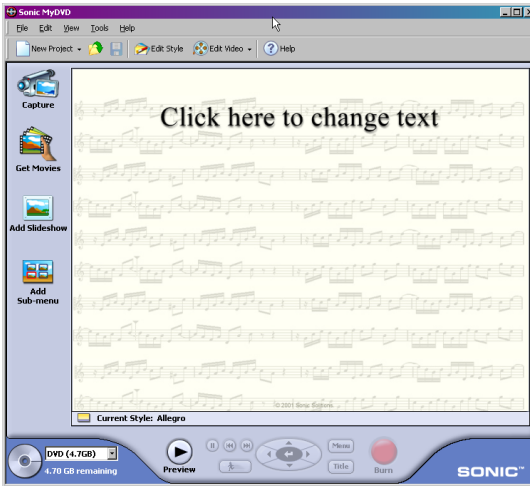 Sonic MyDVD
File Edit View Tools Help
New Project Edit Style Edit Video Help
Capture
Get Movies
Add Slideshow
Add
Sub-menu
Click here to change text
© 2001 Sonic Solutions
Current Style: Allegro
DVD (4.7GB)
4.70 GB remaining
Preview
Menu
Title
Burn
SONIC™